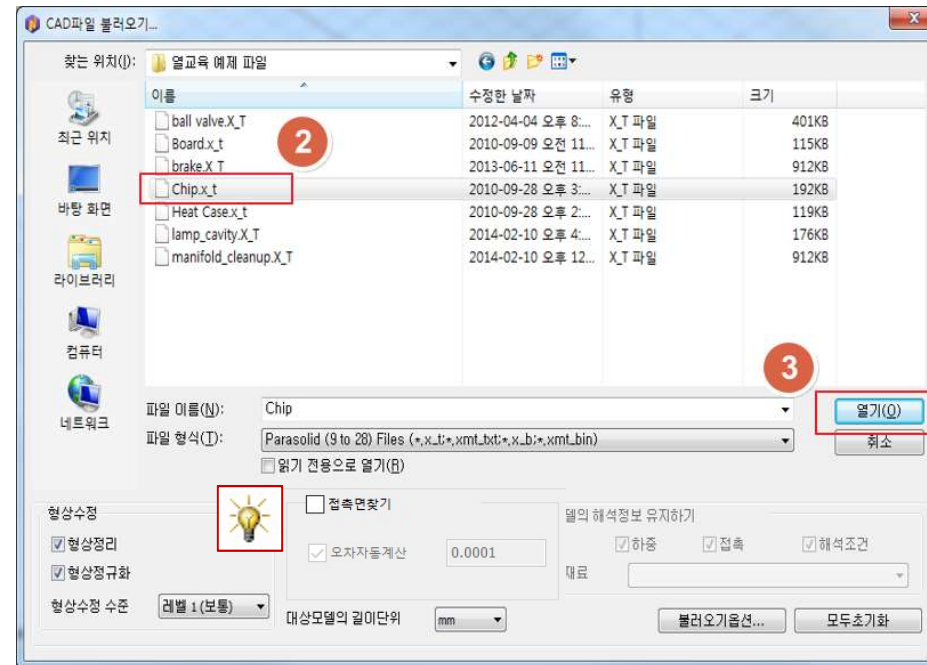 CAD파일 불러오기...
찾는 위치(I): 열교육 예제 파일
이름 수정한 날짜 유형 크기
ball valve.X_T 2012-04-04 오후 8:... X_T 파일 401KB
Board.x_t 2010-09-09 오전 11... X_T 파일 115KB
brake.X_T 2013-06-11 오전 11... X_T 파일 912KB
Chip.x_t 2010-09-28 오후 3:... X_T 파일 192KB
Heat Case.x_t 2010-09-28 오후 2:... X_T 파일 119KB
lamp_cavity.X_T 2014-02-10 오후 4:... X_T 파일 176KB
manifold_cleanup.X_T 2014-02-10 오후 12... X_T 파일 912KB
2
최근 위치
바탕 화면
라이브러리
컴퓨터
네트워크
3
파일 이름(N): Chip 열기(O)
파일 형식(T): Parasolid (9 to 28) Files (*.x_t;*.xmt_txt;*.x_b;*.xmt_bin) 취소
읽기 전용으로 열기(R)
형상수정
형상정리
형상정규화
형상수정 수준 레벨 1 (보통)
접촉면찾기
오차자동계산 0.0001
대상모델의 길이단위 mm
델의 해석정보 유지하기
하중 접촉 해석조건
재료
불러오기옵션... 모두초기화
X